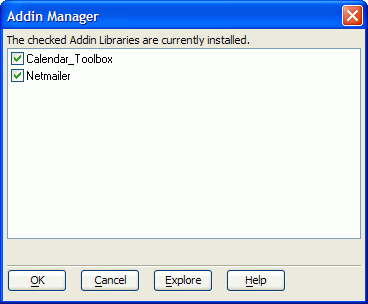 Addin Manager
The checked Addin Libraries are currently installed.
Calendar_Toolbox
Netmailer
OK Cancel Explore Help